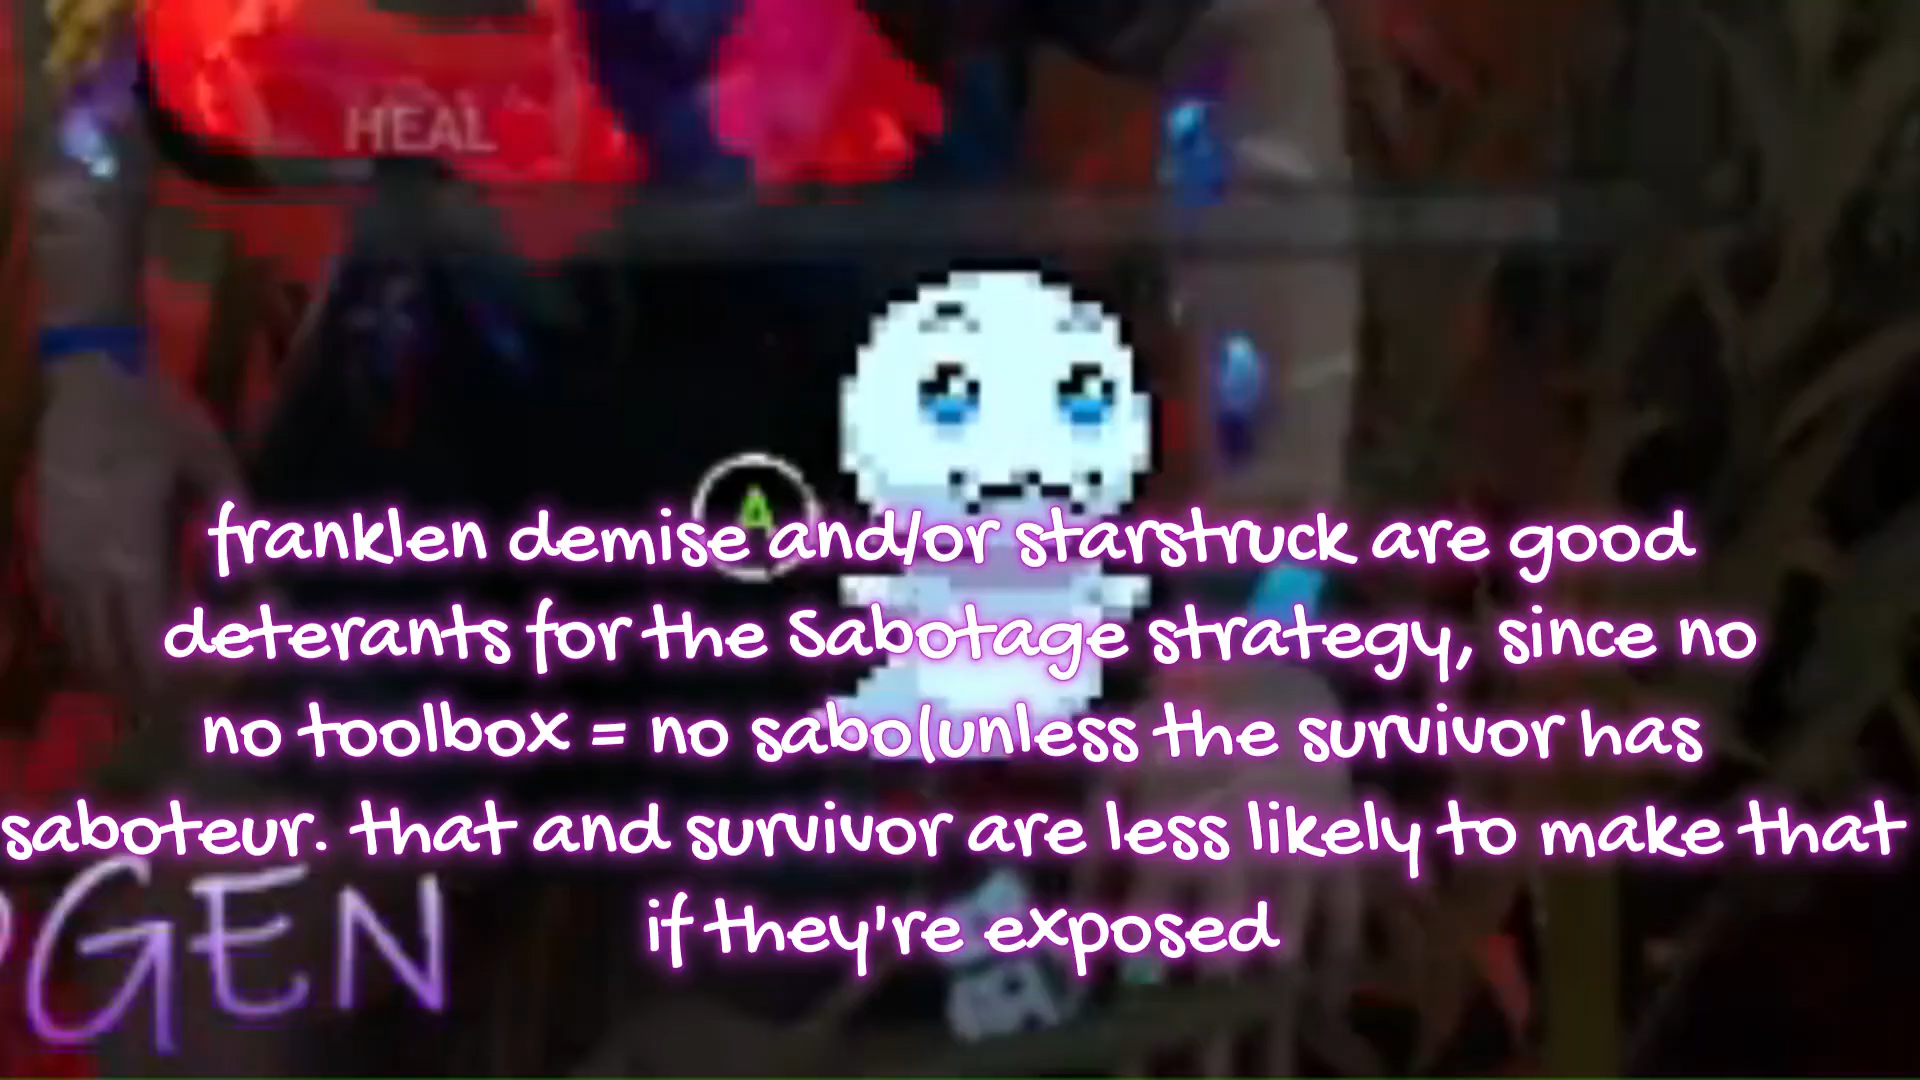 HEAL
A
franklen demise and/or starstruck are good
deterants for the Sabotage strategy, since no
no toolbox = no sabo(unless the survivor has
saboteur. that and survivor are less likely to make that
if they're exposed
GEN